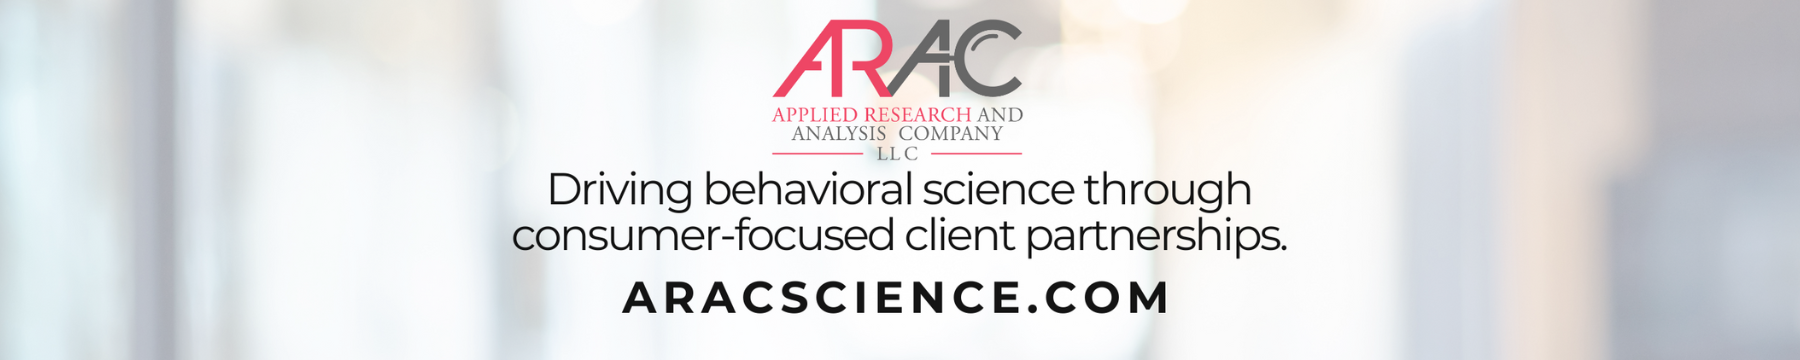 ARAC
APPLIED RESEARCH AND
ANALYSIS COMPANY
LLC
Driving behavioral science through
consumer-focused client partnerships.
ARACSCIENCE.COM